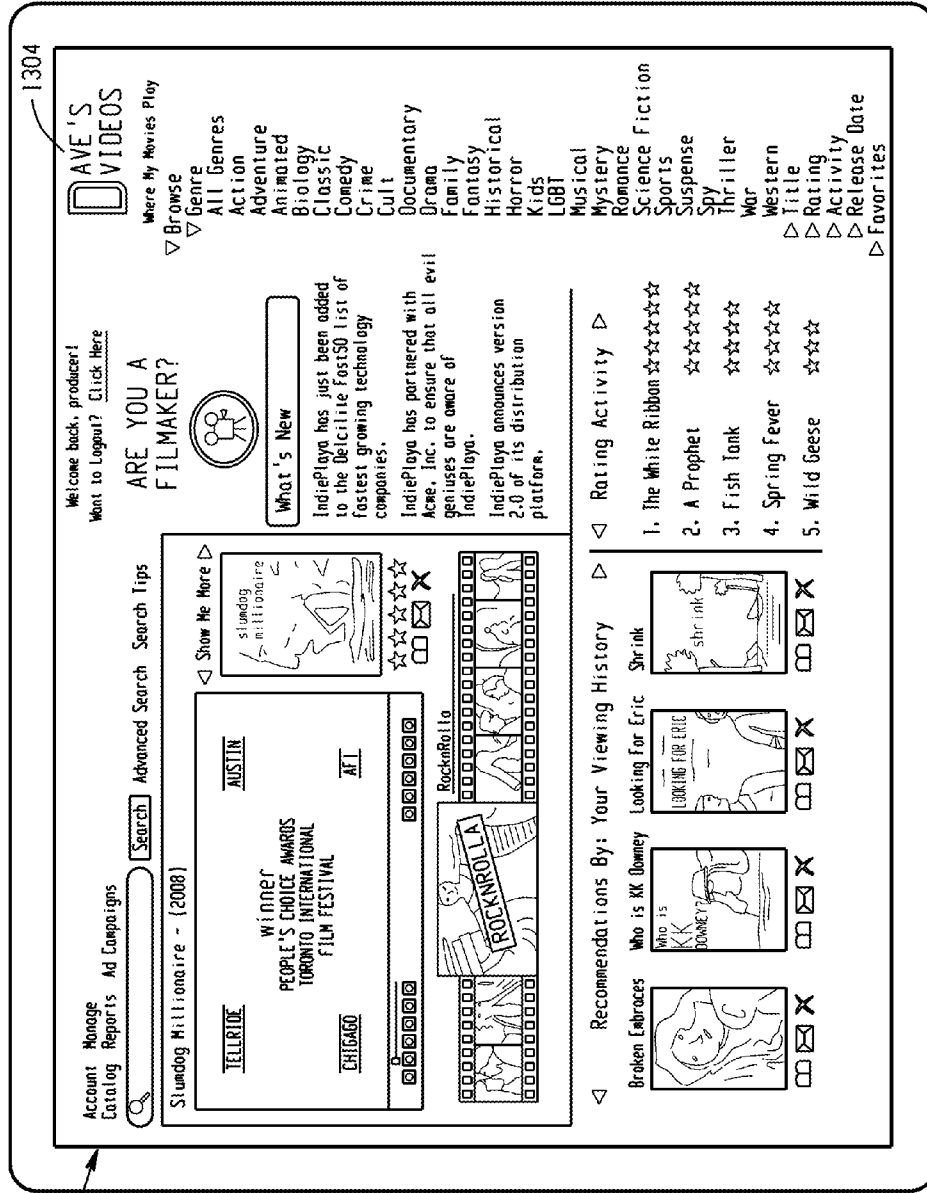 1304
DAVE'S
VIDEOS
Where My Movies Play
Welcome back, producer!
Want to Logout? Click Here
Account Manage
Catalog Reports Ad Campaigns
Search Advanced Search Search Tips
ARE YOU A
FILMAKER?
Slumdog Millionaire - (2008)
◁ Show Me More ▷
TELLRIDE
AUSTIN
Winner
PEOPLE'S CHOICE AWARDS
TORONTO INTERNATIONAL
FILM FESTIVAL
CHIGAGO
AFI
slumdog
millionaire
RocknRolla
ROCKNROLLA
What's New
IndiePlaya has just been added
to the Delcilite Fast50 list of
fastest growing technology
companies.
IndiePlaya has partnered with
Acme, Inc. to ensure that all evil
geniuses are aware of
IndiePlaya.
IndiePlaya announces version
2.0 of its distribution
platform.
▽ Browse
▽ Genre
All Genres
Action
Adventure
Animated
Biology
Classic
Comedy
Crime
Cult
Documentary
Drama
Family
Fantasy
Historical
Horror
Kids
LGBT
Musical
Mystery
Romance
Science Fiction
Sports
Suspense
Spy
Thriller
War
Western
▷ Title
▷ Rating
▷ Activity
▷ Release Date
▷ Favorites
◁ Recommendations By: Your Viewing History ▷
Broken Embraces
Who is KK Downey
Who is
KK
DOWNEY?
Looking For Eric
LOOKING FOR ERIC
Shrink
shrink
◁ Rating Activity ▷
1. The White Ribbon ☆☆☆☆☆
2. A Prophet ☆☆☆☆☆
3. Fish Tank ☆☆☆☆
4. Spring Fever ☆☆☆☆
5. Wild Geese ☆☆☆